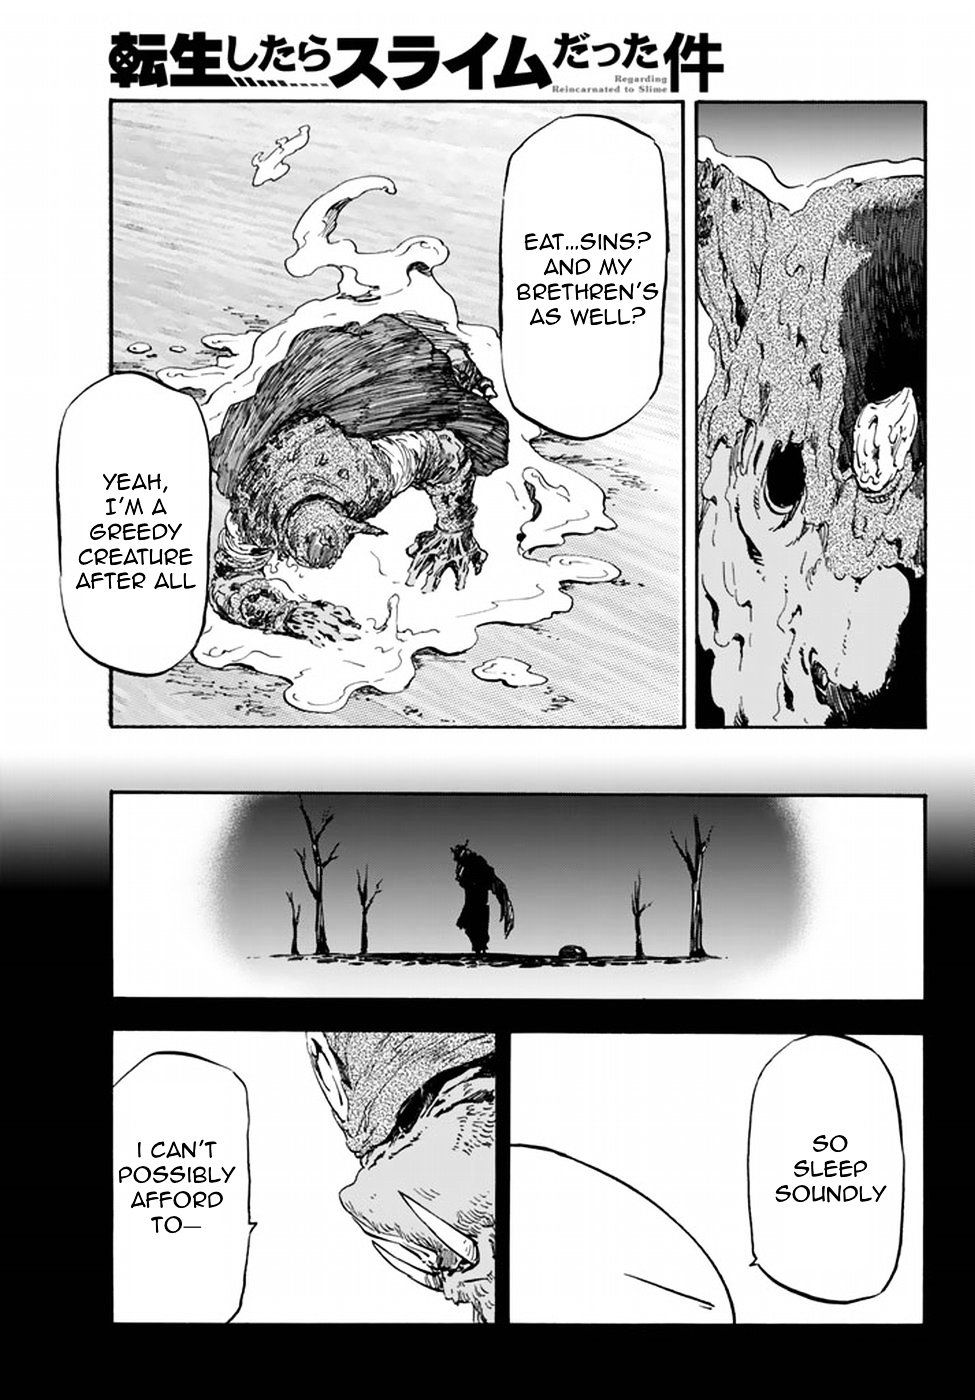 転生したらスライムだった件
Regarding
Reincarnated to Slime
EAT...SINS?
AND MY
BRETHREN'S
AS WELL?
YEAH,
I'M A
GREEDY
CREATURE
AFTER ALL
SO
SLEEP
SOUNDLY
I CAN'T
POSSIBLY
AFFORD
TO—